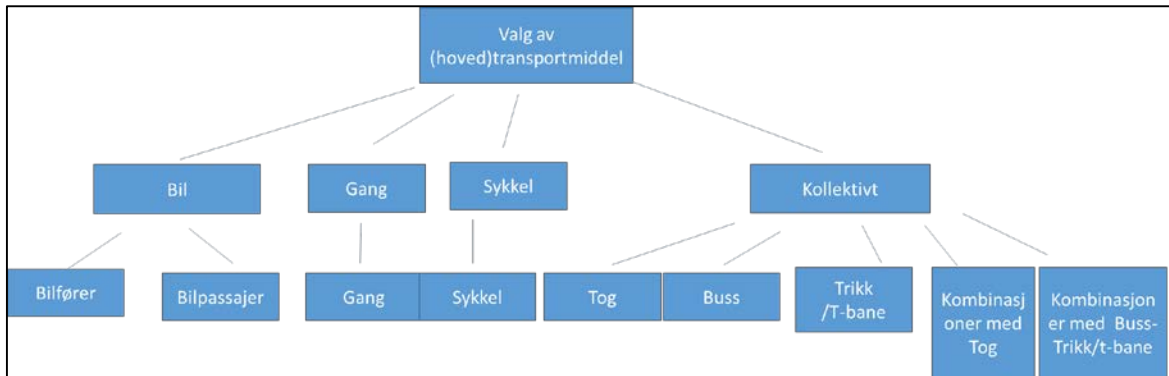 Valg av
(hoved)transportmiddel
Bil
Gang
Sykkel
Kollektivt
Bilfører
Bilpassajer
Gang
Sykkel
Tog
Buss
Trikk
/T-bane
Kombinasj
oner med
Tog
Kombinasjon
er med Buss-
Trikk/t-bane